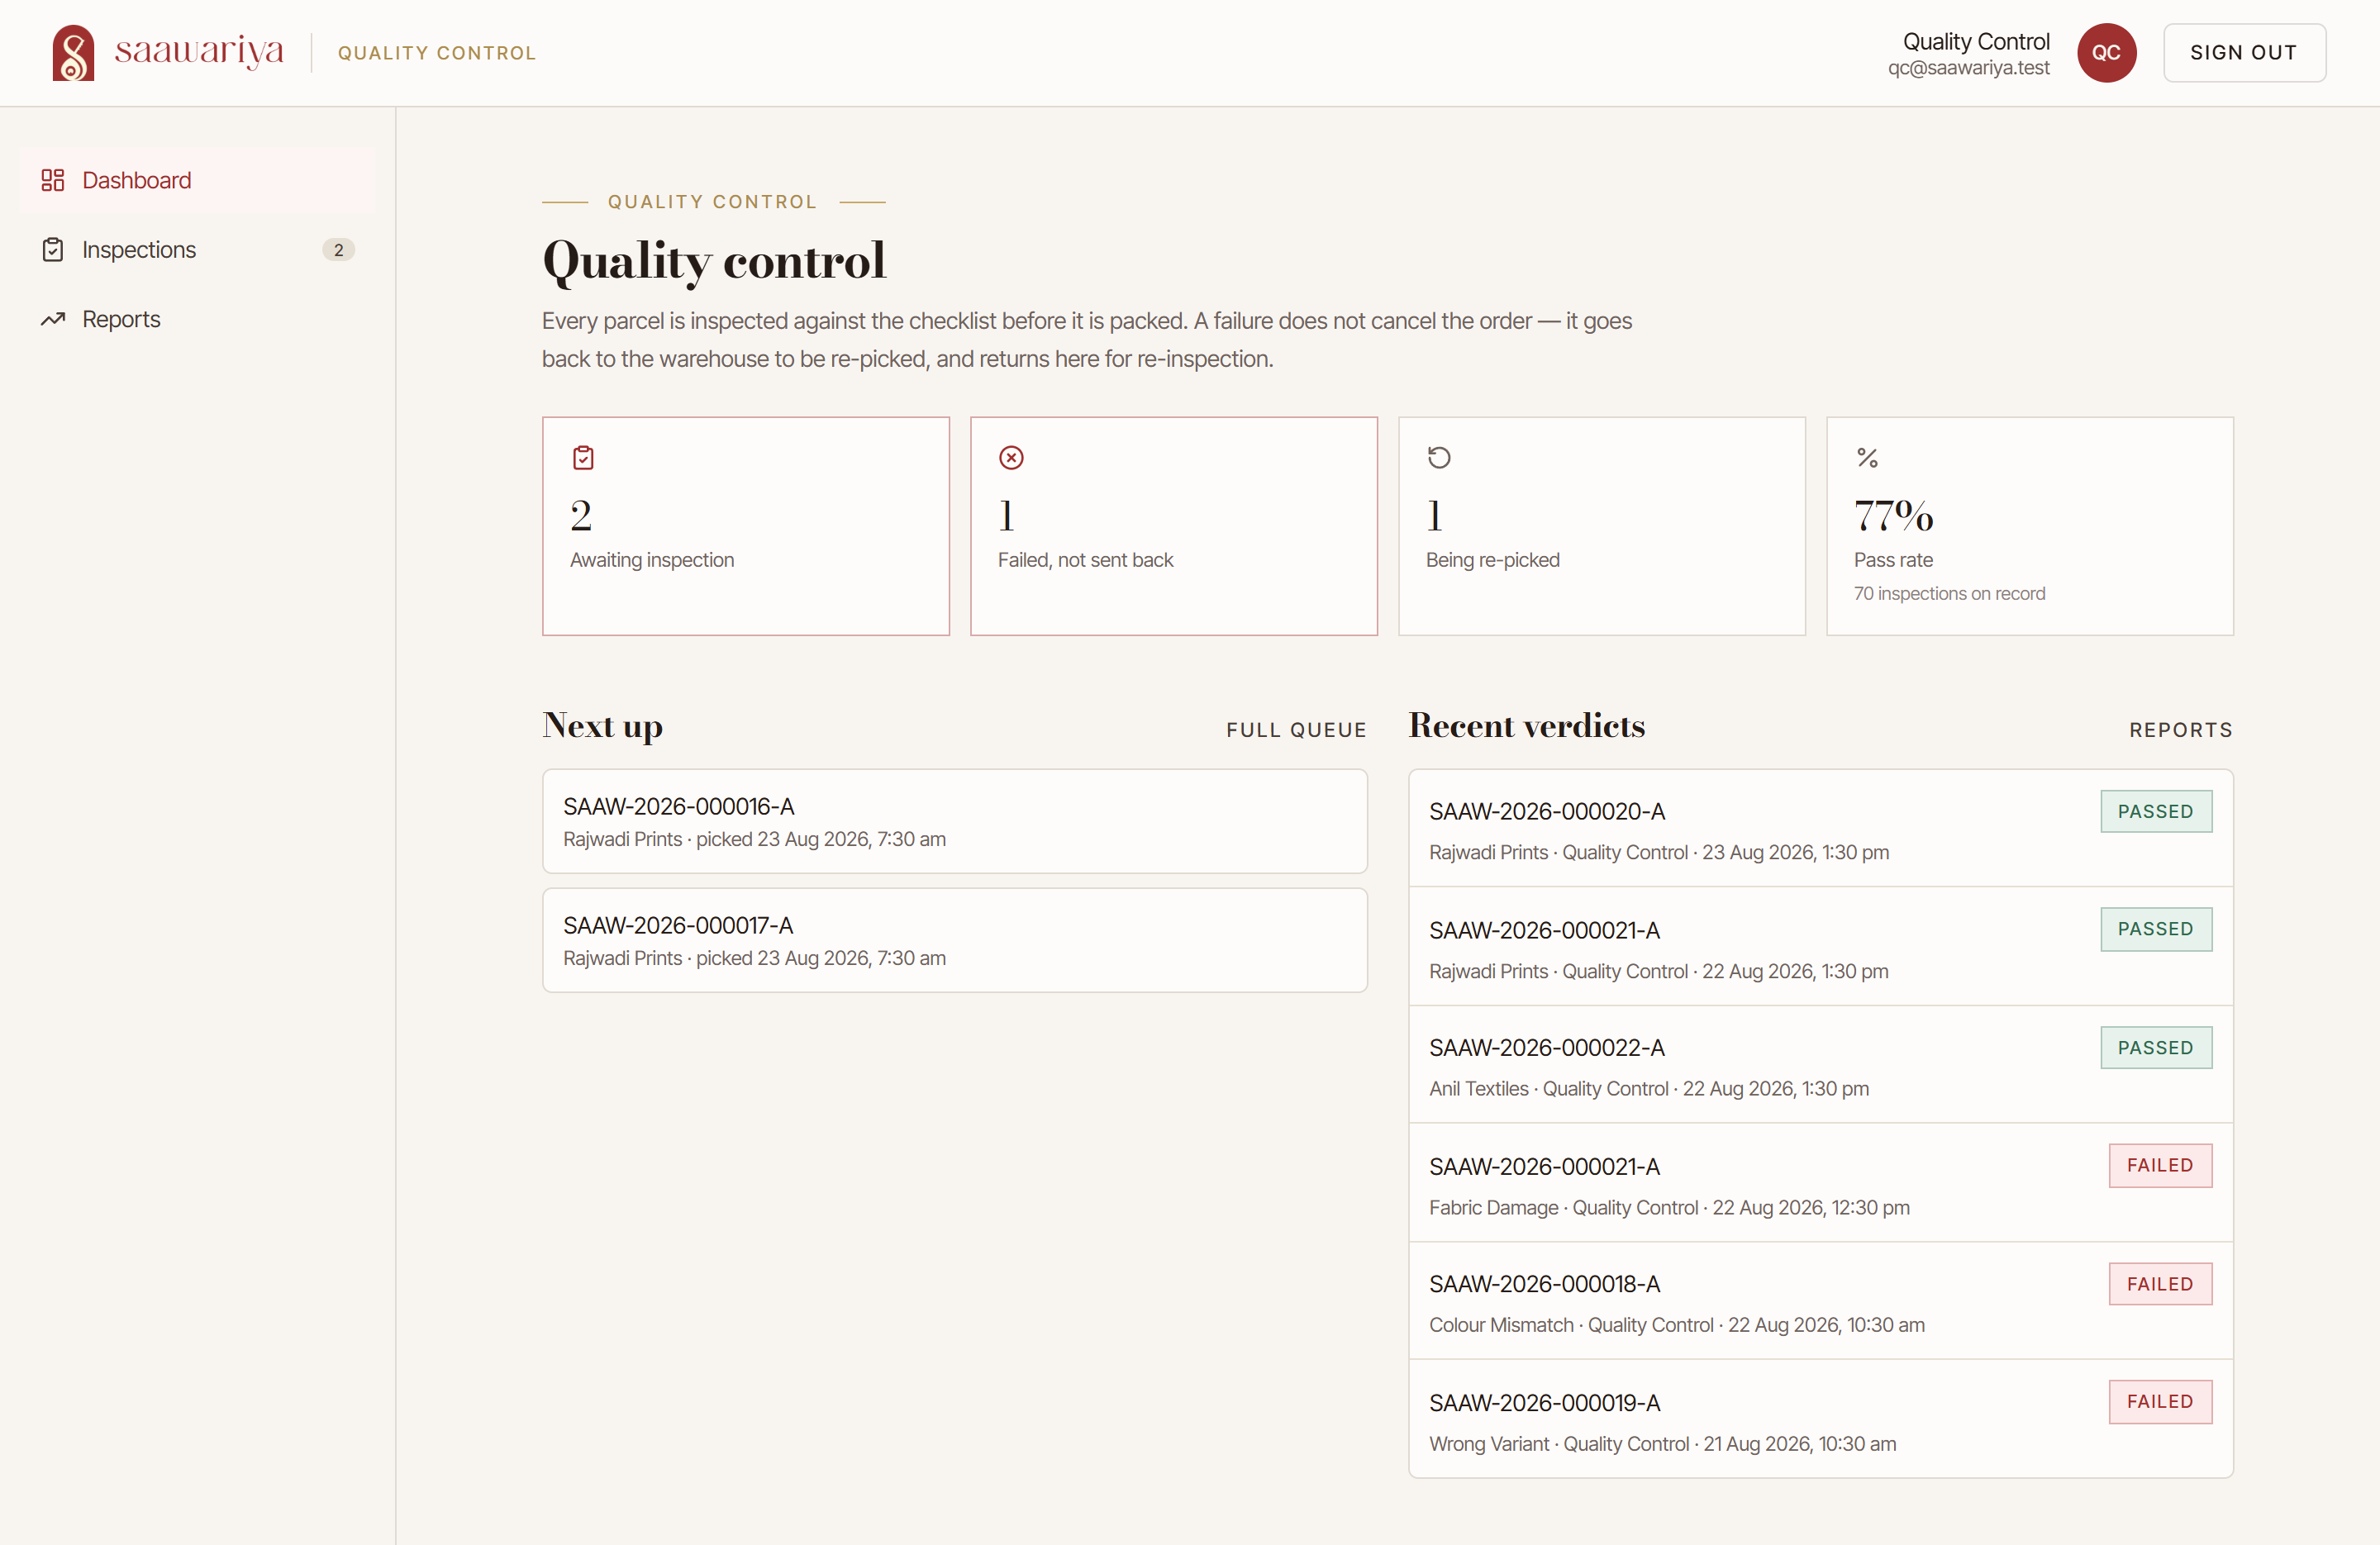 saawariya
QUALITY CONTROL
Quality Control
qc@saawariya.test
QC
SIGN OUT
Dashboard
Inspections
2
Reports
QUALITY CONTROL
Quality control
Every parcel is inspected against the checklist before it is packed. A failure does not cancel the order — it goes
back to the warehouse to be re-picked, and returns here for re-inspection.
2
Awaiting inspection
1
Failed, not sent back
1
Being re-picked
77%
Pass rate
70 inspections on record
Next up
FULL QUEUE
SAAW-2026-000016-A
Rajwadi Prints · picked 23 Aug 2026, 7:30 am
SAAW-2026-000017-A
Rajwadi Prints · picked 23 Aug 2026, 7:30 am
Recent verdicts
REPORTS
SAAW-2026-000020-A
PASSED
Rajwadi Prints · Quality Control · 23 Aug 2026, 1:30 pm
SAAW-2026-000021-A
PASSED
Rajwadi Prints · Quality Control · 22 Aug 2026, 1:30 pm
SAAW-2026-000022-A
PASSED
Anil Textiles · Quality Control · 22 Aug 2026, 1:30 pm
SAAW-2026-000021-A
FAILED
Fabric Damage · Quality Control · 22 Aug 2026, 12:30 pm
SAAW-2026-000018-A
FAILED
Colour Mismatch · Quality Control · 22 Aug 2026, 10:30 am
SAAW-2026-000019-A
FAILED
Wrong Variant · Quality Control · 21 Aug 2026, 10:30 am